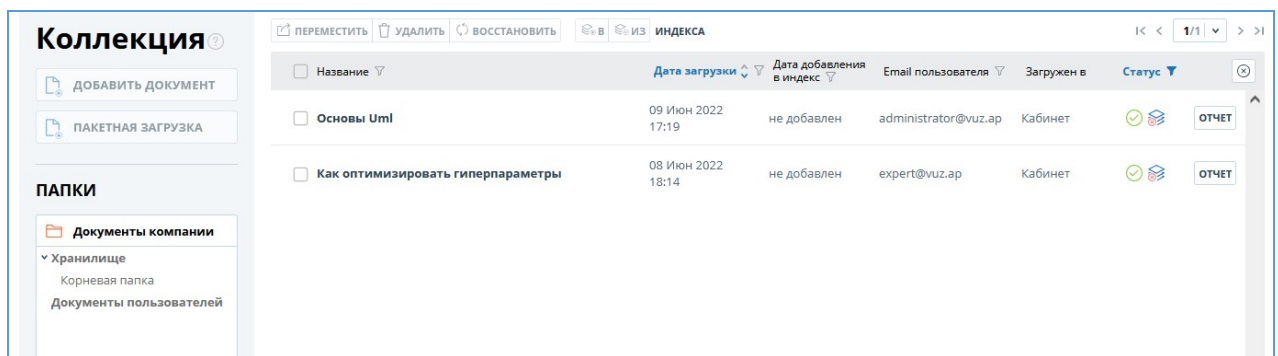 Коллекция
ДОБАВИТЬ ДОКУМЕНТ
ПАКЕТНАЯ ЗАГРУЗКА
ПАПКИ
Документы компании
Хранилище
Корневая папка
Документы пользователей
ПЕРЕМЕСТИТЬ УДАЛИТЬ ВОССТАНОВИТЬ В ИЗ ИНДЕКСА 1/1
Название Дата загрузки Дата добавления в индекс Email пользователя Загружен в Статус
Основы Uml 09 Июн 2022 17:19 не добавлен administrator@vuz.ap Кабинет ОТЧЕТ
Как оптимизировать гиперпараметры 08 Июн 2022 18:14 не добавлен expert@vuz.ap Кабинет ОТЧЕТ